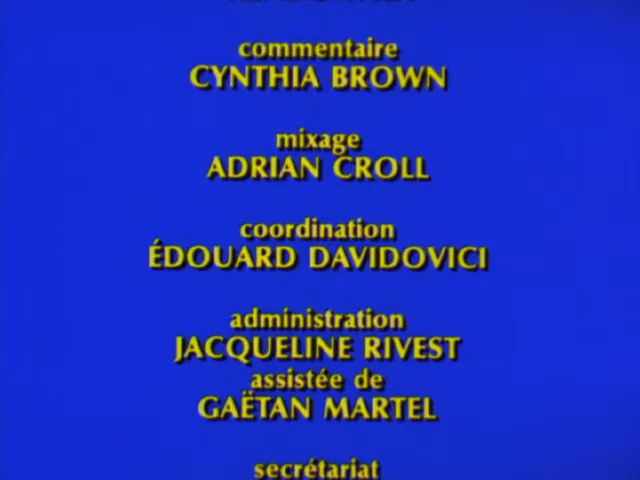 commentaire
CYNTHIA BROWN
mixage
ADRIAN CROLL
coordination
ÉDOUARD DAVIDOVICI
administration
JACQUELINE RIVEST
assistée de
GAËTAN MARTEL
secrétariat